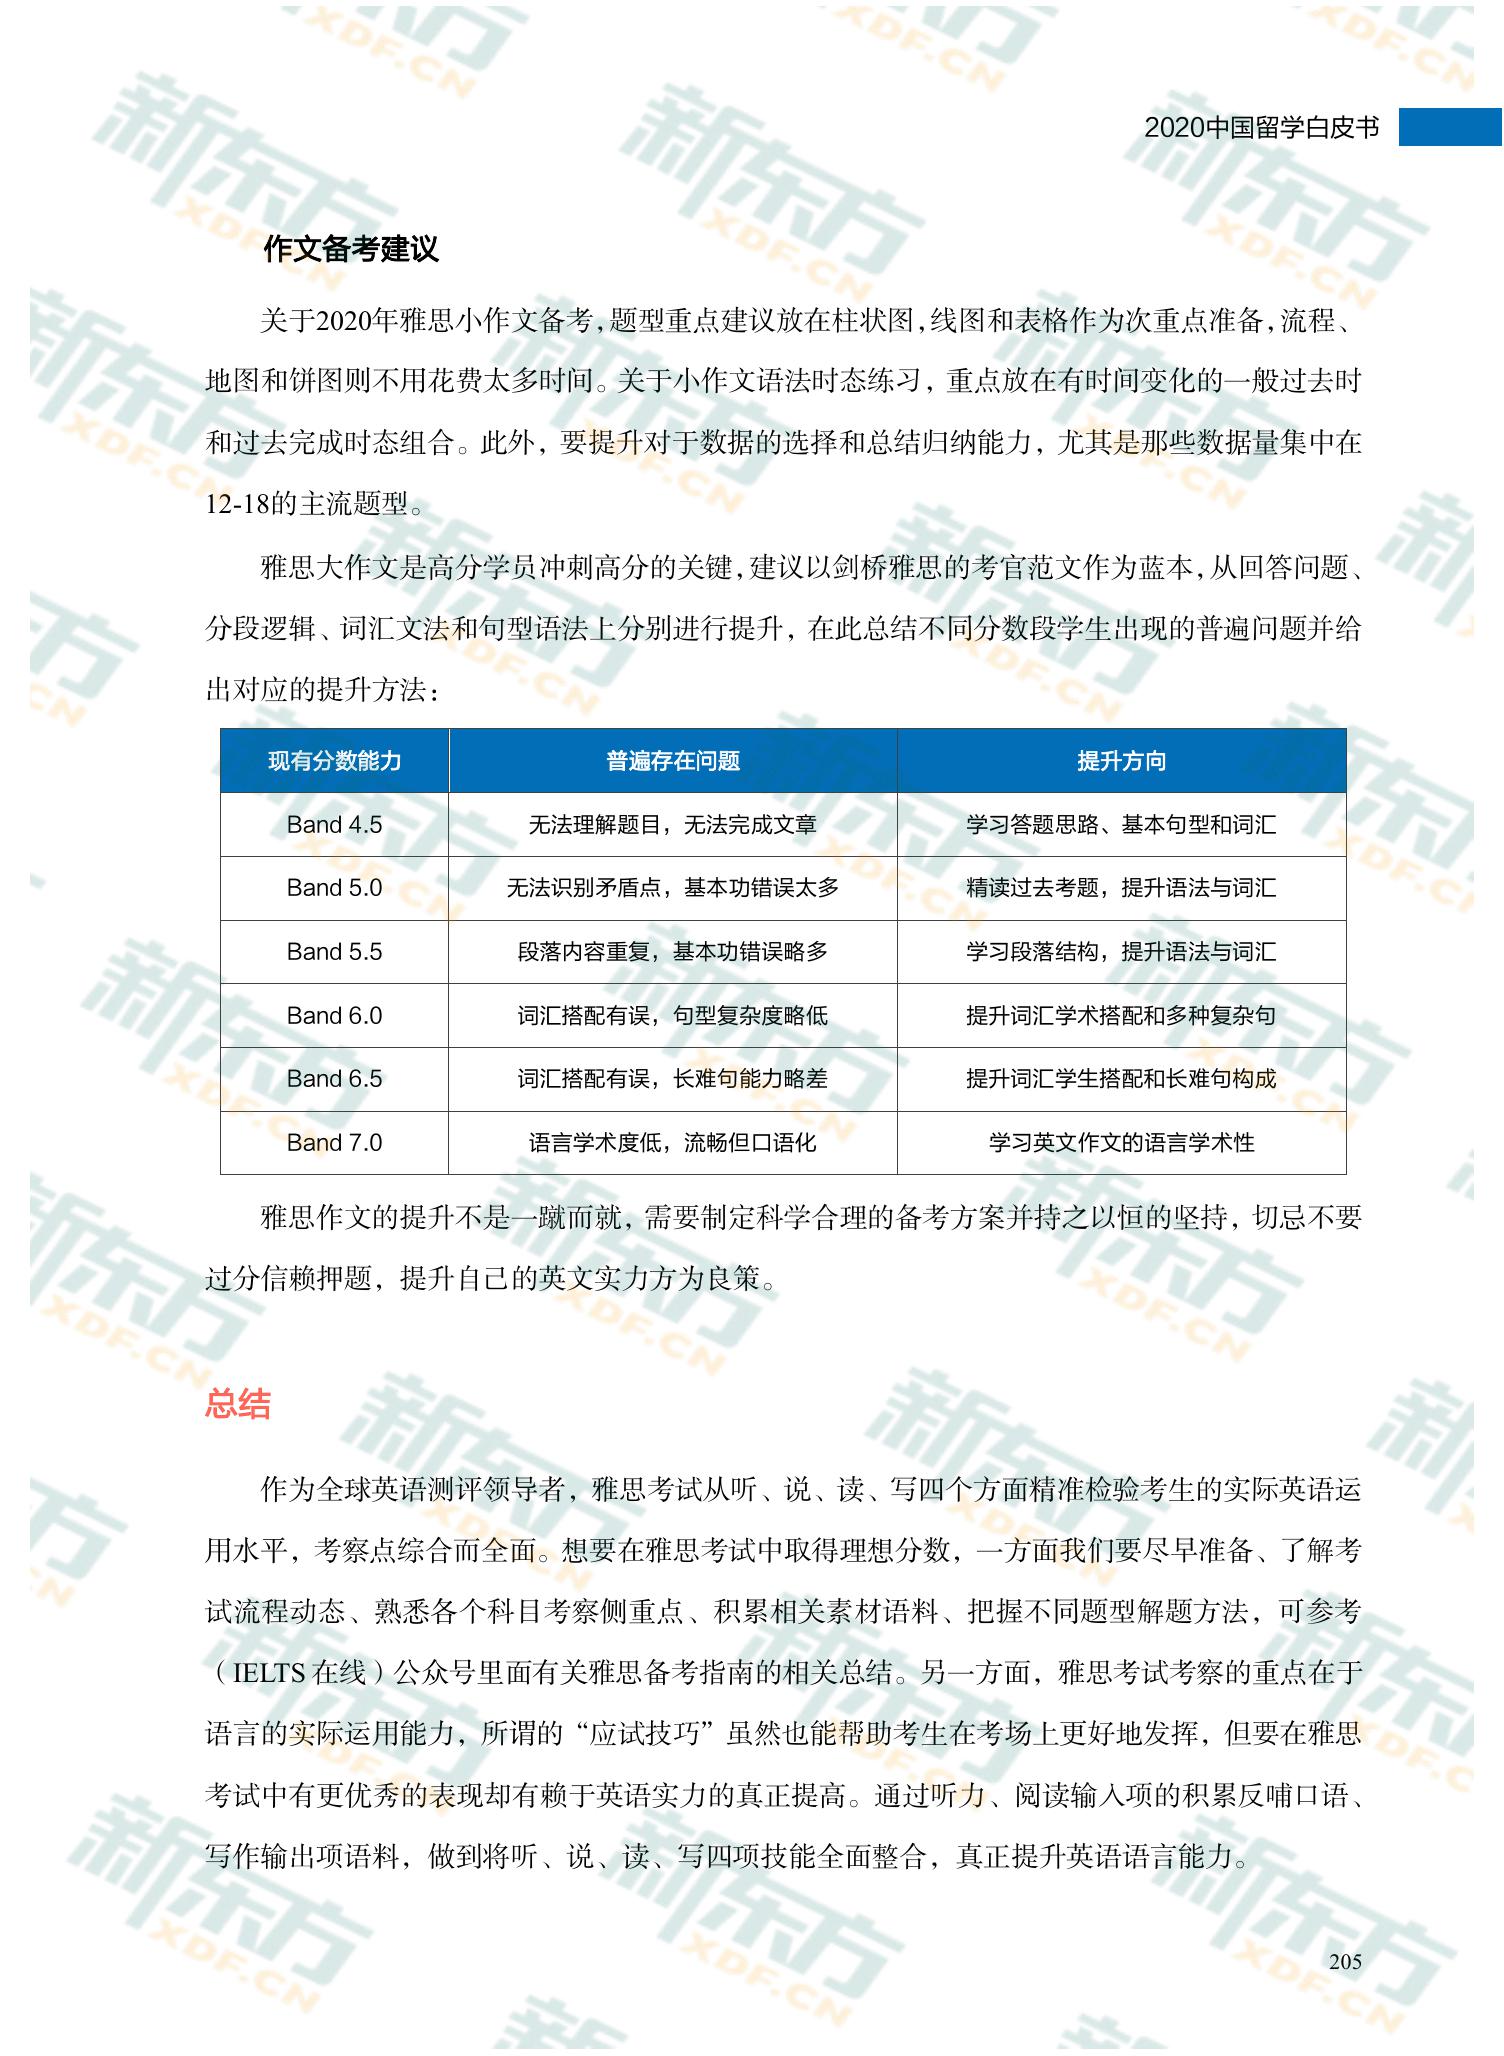 2020中国留学白皮书
作文备考建议
关于2020年雅思小作文备考，题型重点建议放在柱状图，线图和表格作为次重点准备，流程、
地图和饼图则不用花费太多时间。关于小作文语法时态练习，重点放在有时间变化的一般过去时
和过去完成时态组合。此外，要提升对于数据的选择和总结归纳能力，尤其是那些数据量集中在
12-18的主流题型。
雅思大作文是高分学员冲刺高分的关键，建议以剑桥雅思的考官范文作为蓝本，从回答问题、
分段逻辑、词汇文法和句型语法上分别进行提升，在此总结不同分数段学生出现的普遍问题并给
出对应的提升方法：
现有分数能力 普遍存在问题 提升方向
Band 4.5 无法理解题目，无法完成文章 学习答题思路、基本句型和词汇
Band 5.0 无法识别矛盾点，基本功错误太多 精读过去考题，提升语法与词汇
Band 5.5 段落内容重复，基本功错误略多 学习段落结构，提升语法与词汇
Band 6.0 词汇搭配有误，句型复杂度略低 提升词汇学术搭配和多种复杂句
Band 6.5 词汇搭配有误，长难句能力略差 提升词汇学生搭配和长难句构成
Band 7.0 语言学术度低，流畅但口语化 学习英文作文的语言学术性
雅思作文的提升不是一蹴而就，需要制定科学合理的备考方案并持之以恒的坚持，切忌不要
过分信赖押题，提升自己的英文实力方为良策。
总结
作为全球英语测评领导者，雅思考试从听、说、读、写四个方面精准检验考生的实际英语运
用水平，考察点综合而全面。想要在雅思考试中取得理想分数，一方面我们要尽早准备、了解考
试流程动态、熟悉各个科目考察侧重点、积累相关素材语料、把握不同题型解题方法，可参考
（IELTS 在线）公众号里面有关雅思备考指南的相关总结。另一方面，雅思考试考察的重点在于
语言的实际运用能力，所谓的“应试技巧”虽然也能帮助考生在考场上更好地发挥，但要在雅思
考试中有更优秀的表现却有赖于英语实力的真正提高。通过听力、阅读输入项的积累反哺口语、
写作输出项语料，做到将听、说、读、写四项技能全面整合，真正提升英语语言能力。
205
新东方
XDF.CN